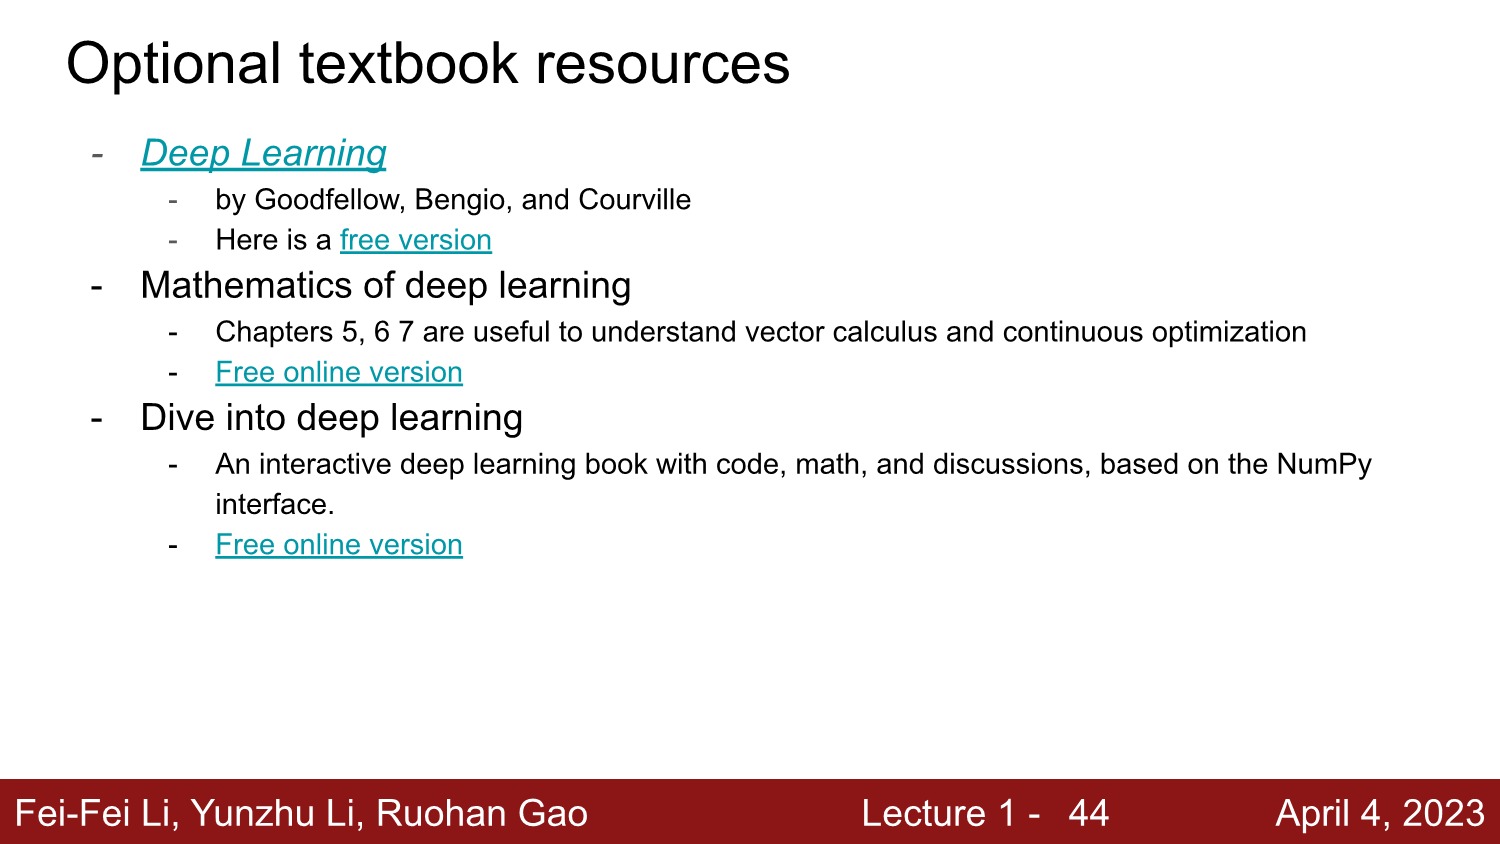 Optional textbook resources
- Deep Learning
- by Goodfellow, Bengio, and Courville
- Here is a free version
- Mathematics of deep learning
- Chapters 5, 6 7 are useful to understand vector calculus and continuous optimization
- Free online version
- Dive into deep learning
- An interactive deep learning book with code, math, and discussions, based on the NumPy
interface.
- Free online version
Fei-Fei Li, Yunzhu Li, Ruohan Gao Lecture 1 - 44 April 4, 2023